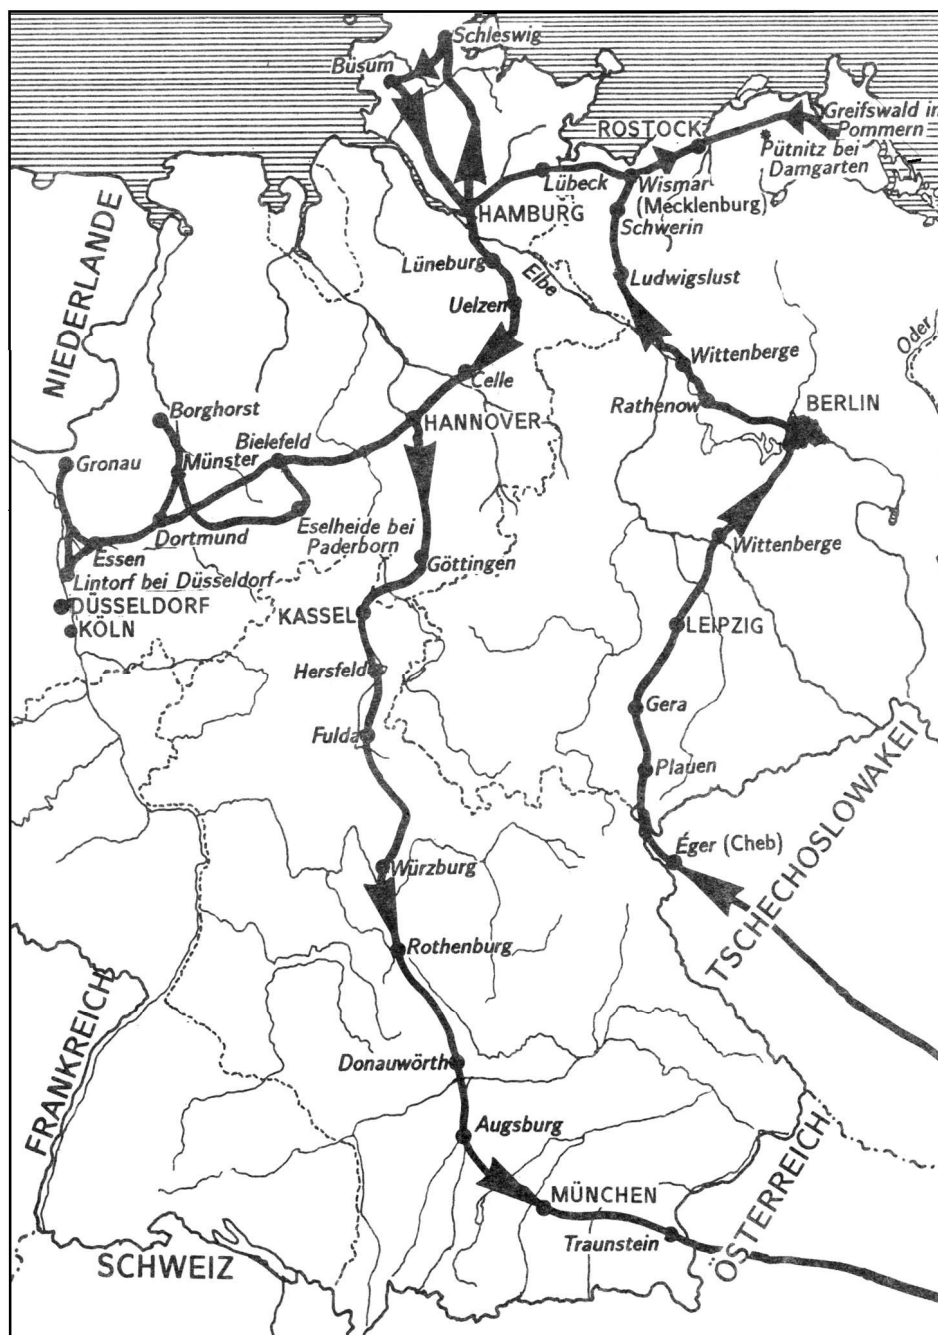 Schleswig
Büsum
Greifswald in
Pommern
ROSTOCK
Pütnitz bei
Damgarten
Lübeck
Wismar
(Mecklenburg)
Schwerin
HAMBURG
NIEDERLANDE
Lüneburg
Elbe
Ludwigslust
Uelzen
Oder
Wittenberge
Celle
Rathenow
BERLIN
Borghorst
HANNOVER
Bielefeld
Gronau
Münster
Eselheide bei
Paderborn
Dortmund
Essen
Wittenberge
Göttingen
Lintorf bei Düsseldorf
DÜSSELDORF
KASSEL
KÖLN
LEIPZIG
Hersfeld
Gera
Fulda
Plauen
TSCHECHOSLOWAKEI
Éger (Cheb)
Würzburg
Rothenburg
FRANKREICH
Donauwörth
Augsburg
ÖSTERREICH
MÜNCHEN
Traunstein
SCHWEIZ